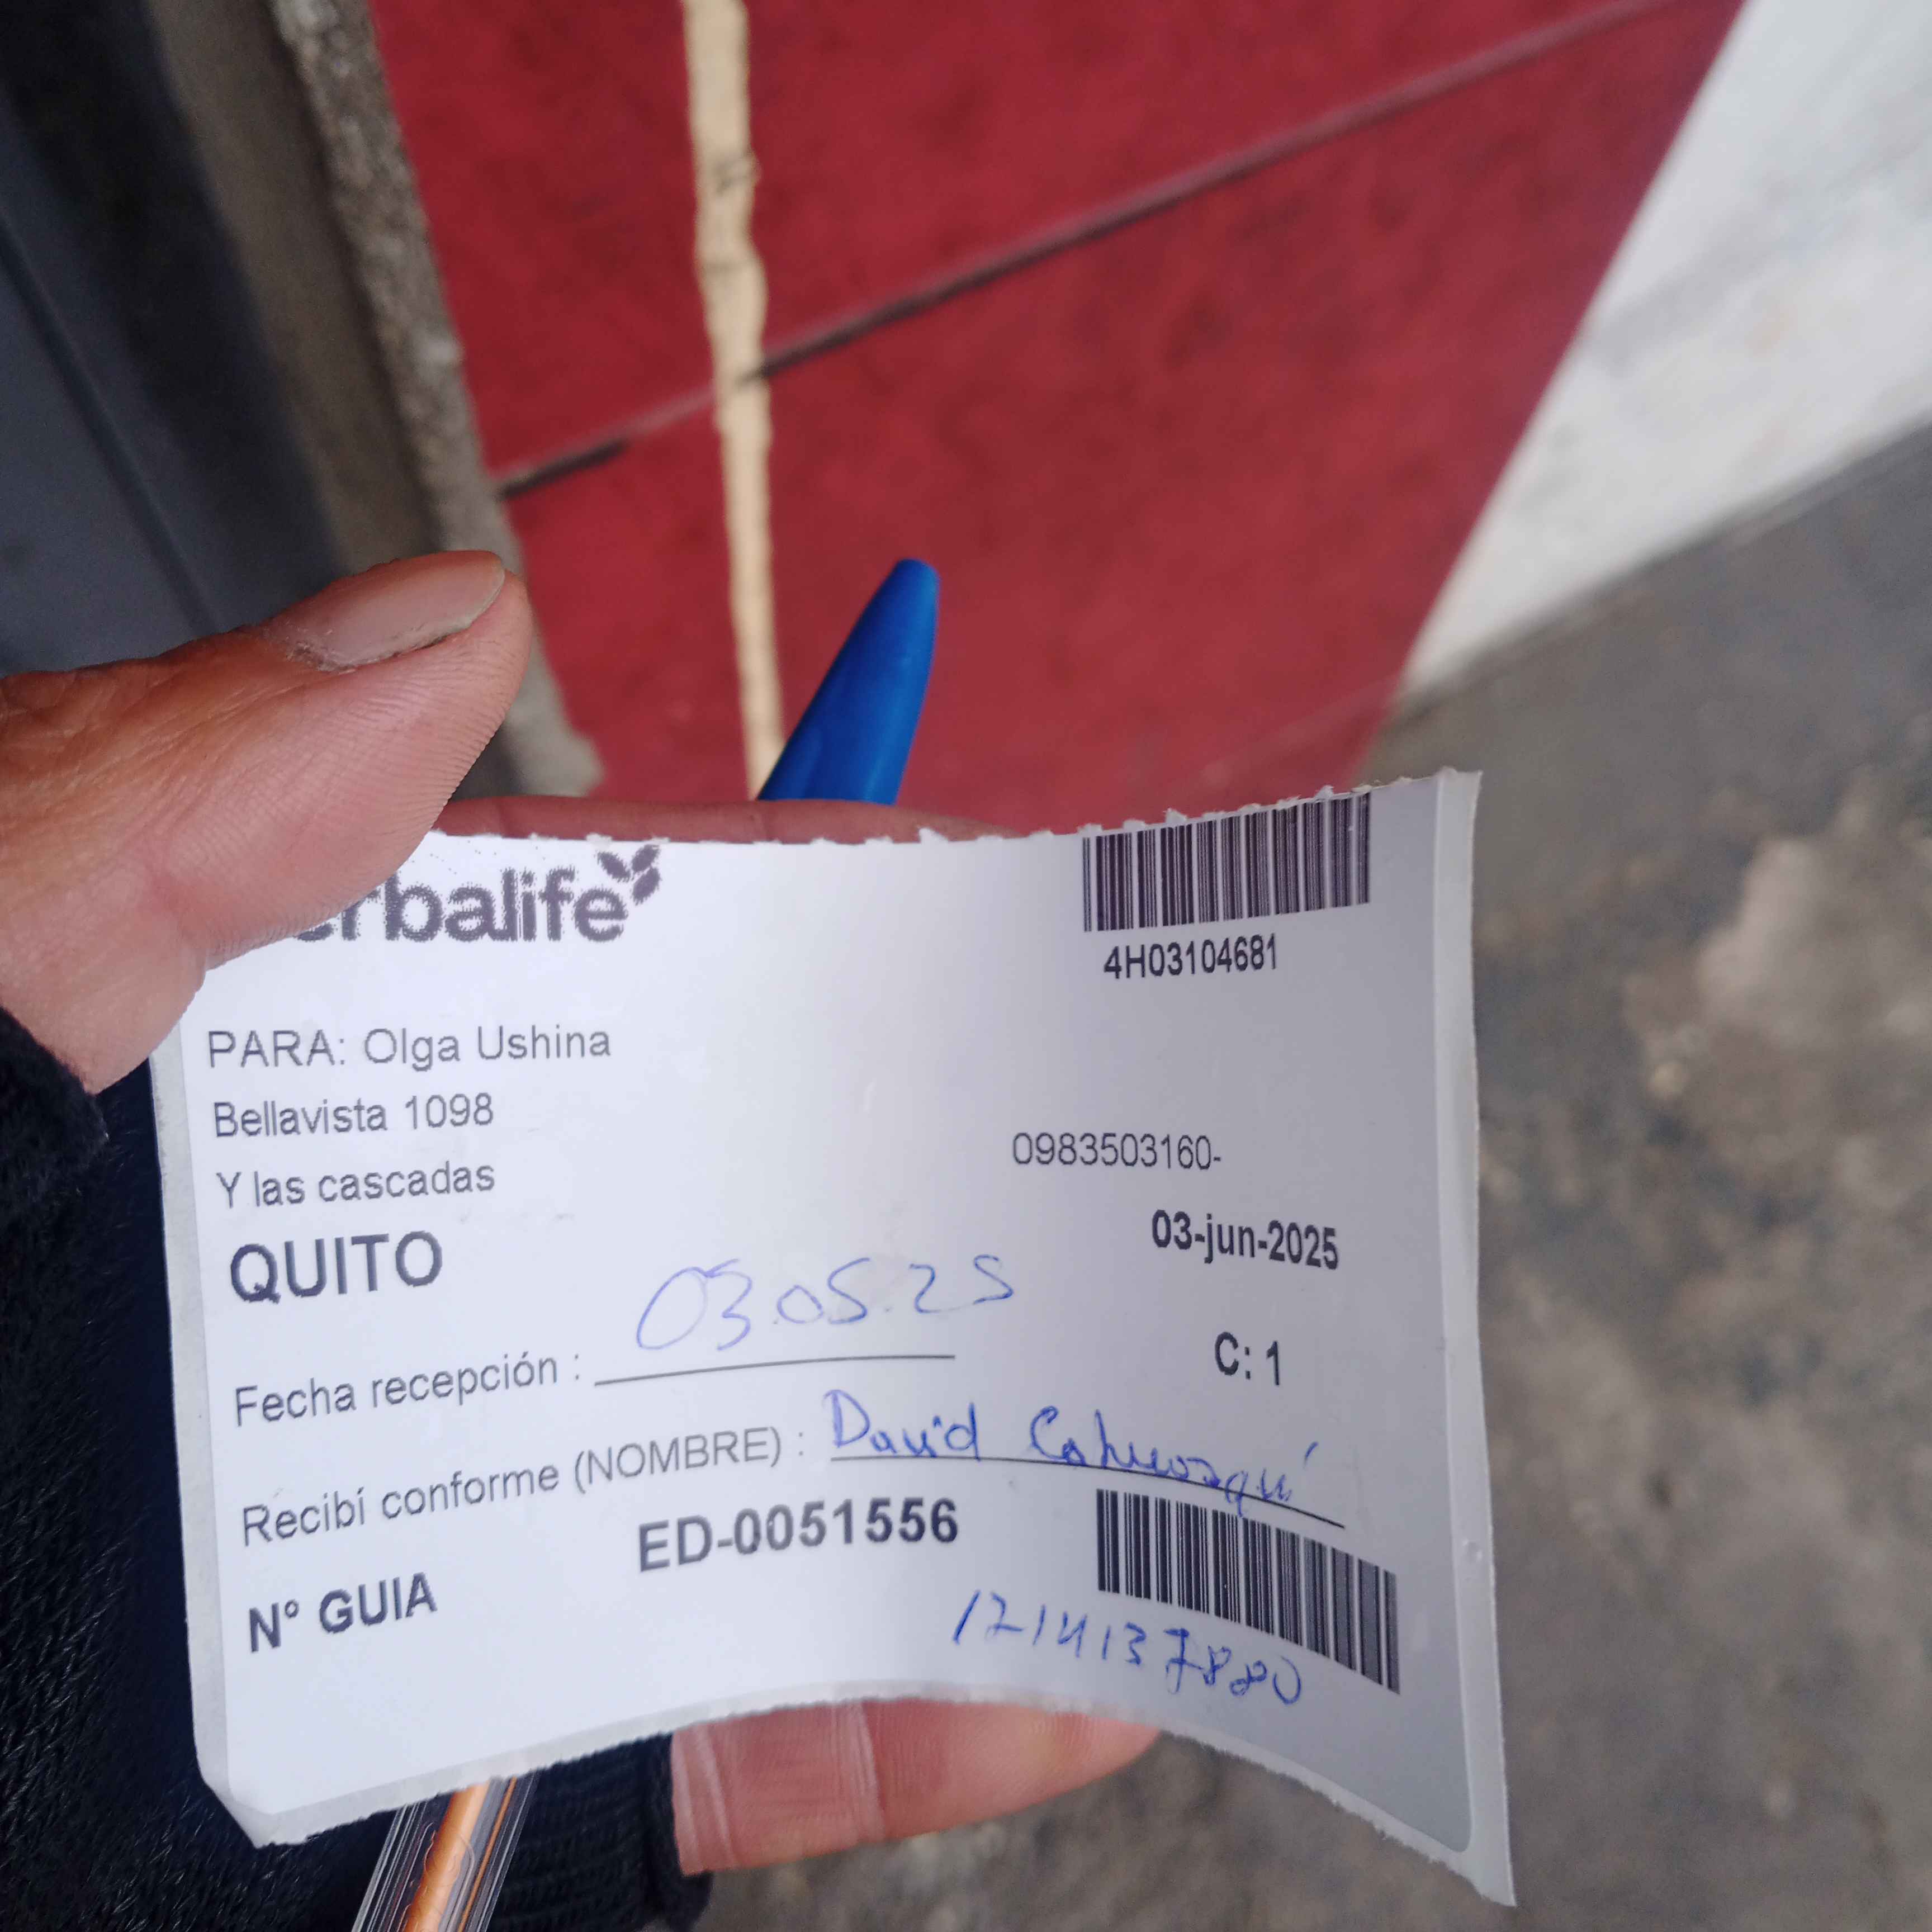 erbalife
4H03104681
PARA: Olga Ushina
Bellavista 1098
0983503160-
Y las cascadas
03-jun-2025
QUITO
Fecha recepción : 03.05.25
C: 1
Recibí conforme (NOMBRE) : David
ED-0051556
N° GUIA
1214137880